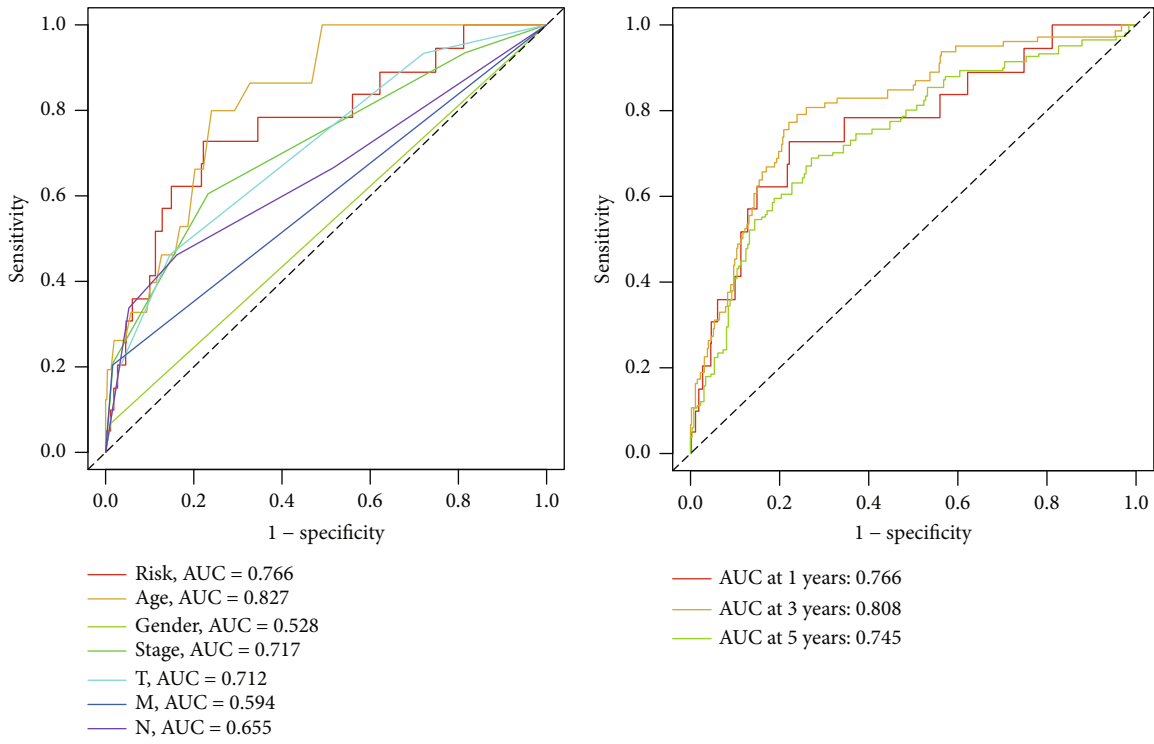 1.0
0.8
0.6
0.4
0.2
0.0
Sensitivity
0.0 0.2 0.4 0.6 0.8 1.0
1 – specificity
Risk, AUC = 0.766
Age, AUC = 0.827
Gender, AUC = 0.528
Stage, AUC = 0.717
T, AUC = 0.712
M, AUC = 0.594
N, AUC = 0.655
1.0
0.8
0.6
0.4
0.2
0.0
Sensitivity
0.0 0.2 0.4 0.6 0.8 1.0
1 – specificity
AUC at 1 years: 0.766
AUC at 3 years: 0.808
AUC at 5 years: 0.745